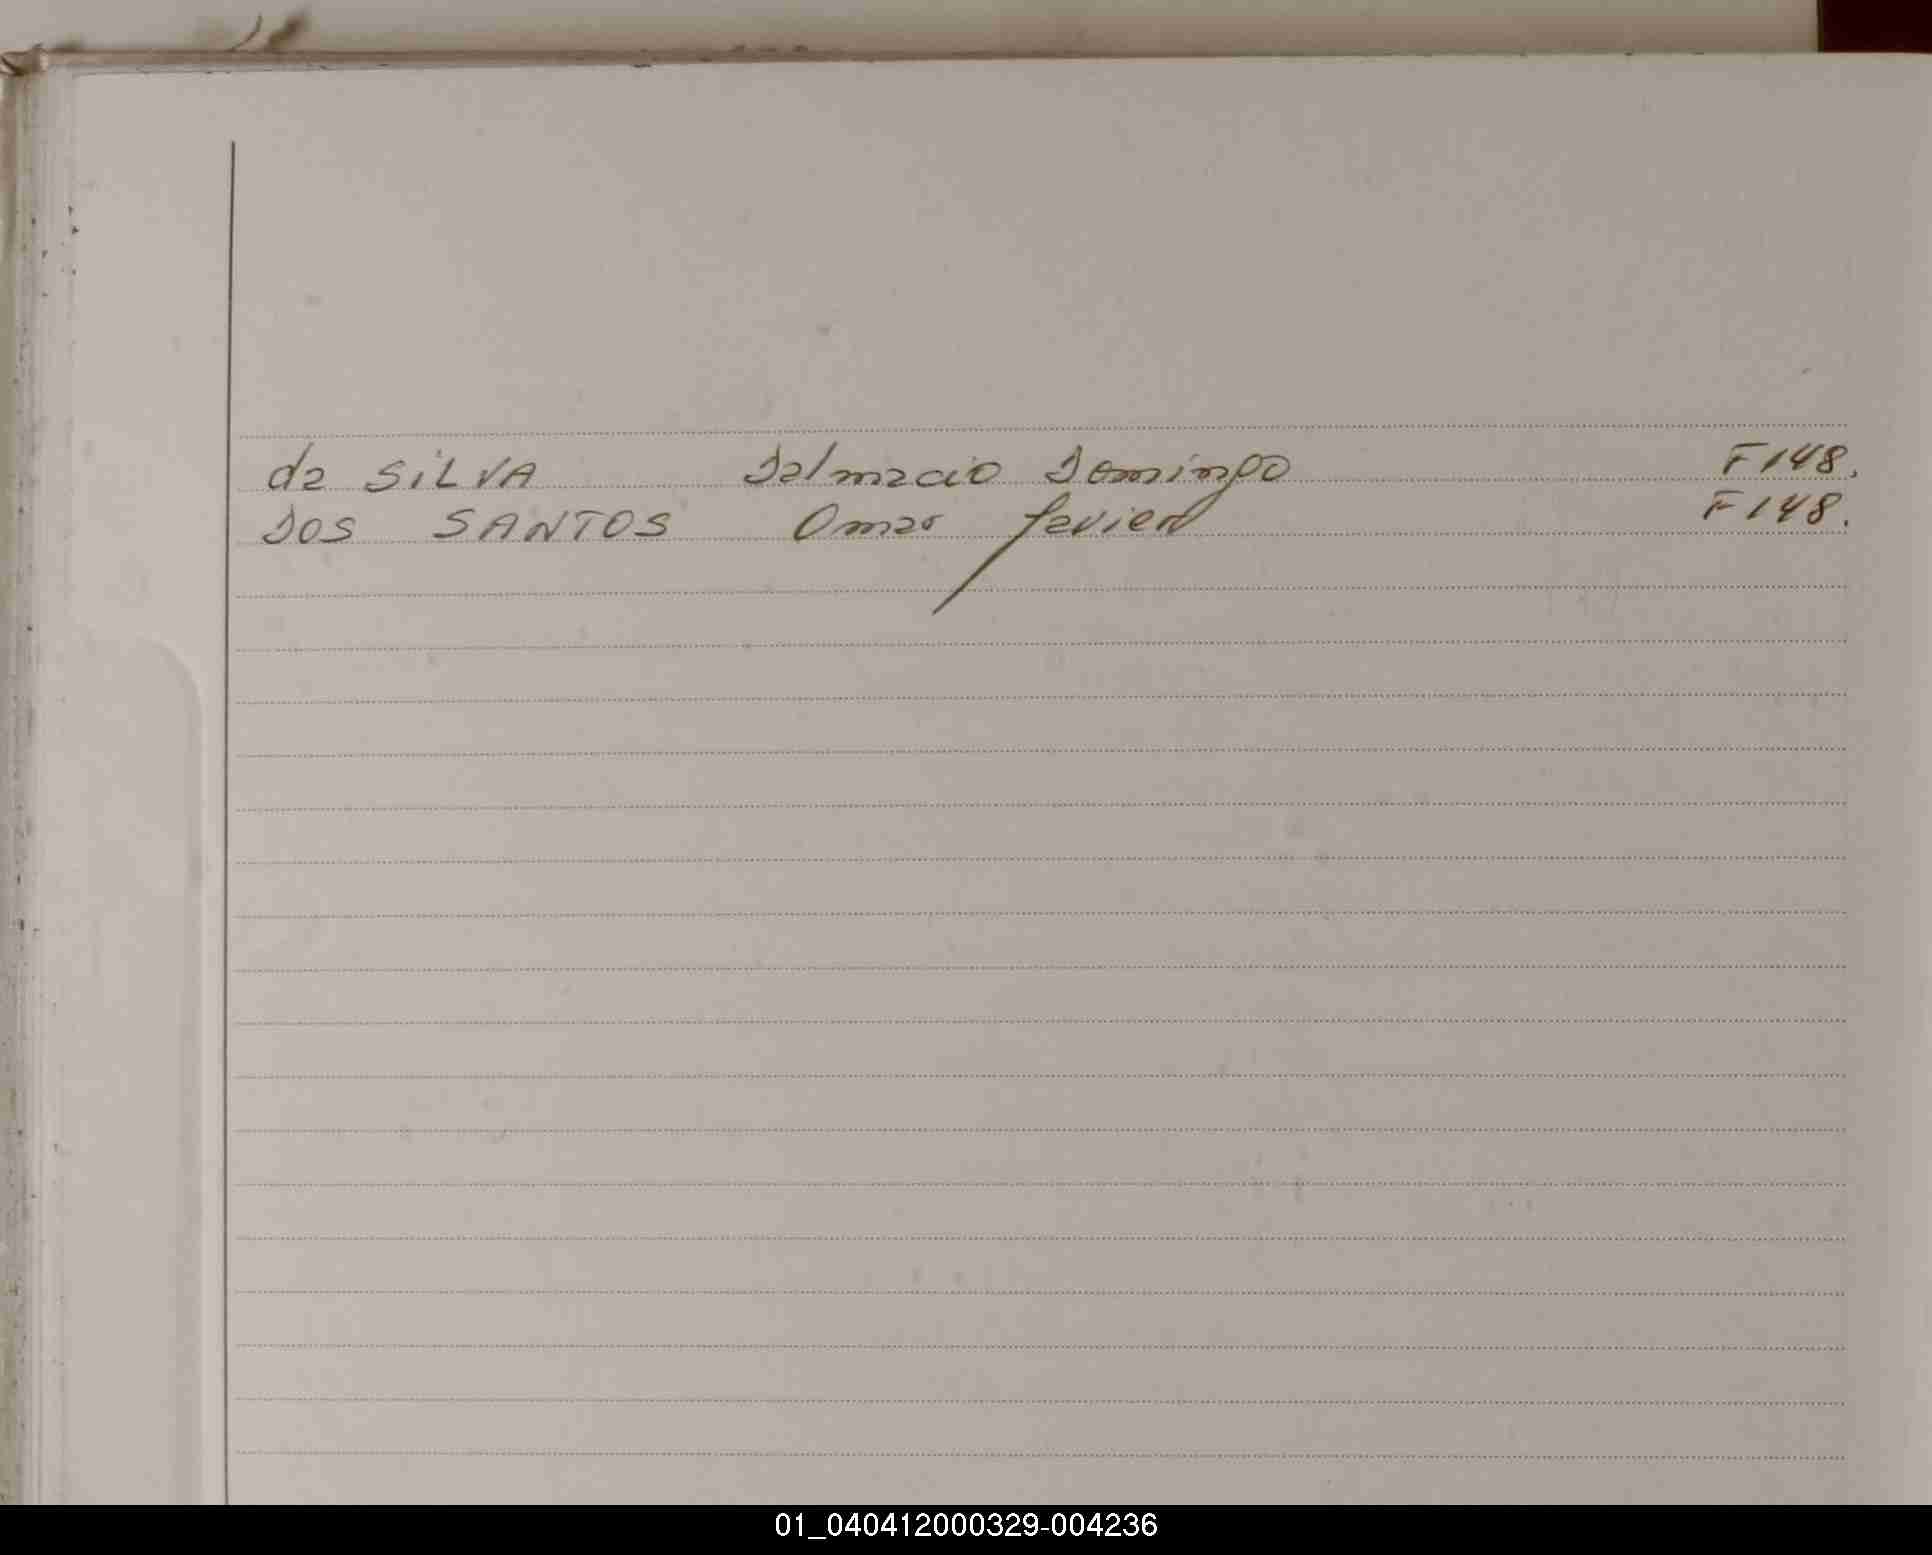 da SiLVA Dalmacio Domingo F148.
DOS SANTOS Omar Javier F148.
01_040412000329-004236